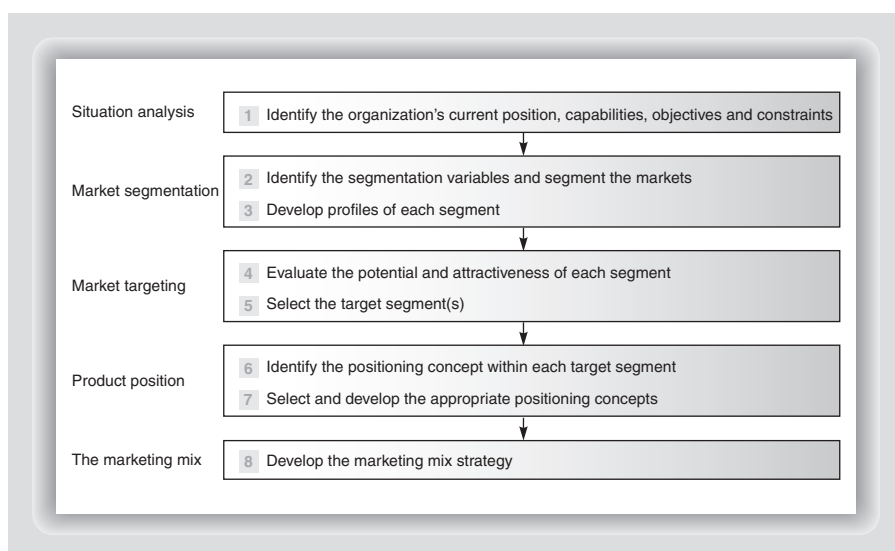 Situation analysis
1 Identify the organization's current position, capabilities, objectives and constraints
Market segmentation
2 Identify the segmentation variables and segment the markets
3 Develop profiles of each segment
Market targeting
4 Evaluate the potential and attractiveness of each segment
5 Select the target segment(s)
Product position
6 Identify the positioning concept within each target segment
7 Select and develop the appropriate positioning concepts
The marketing mix
8 Develop the marketing mix strategy